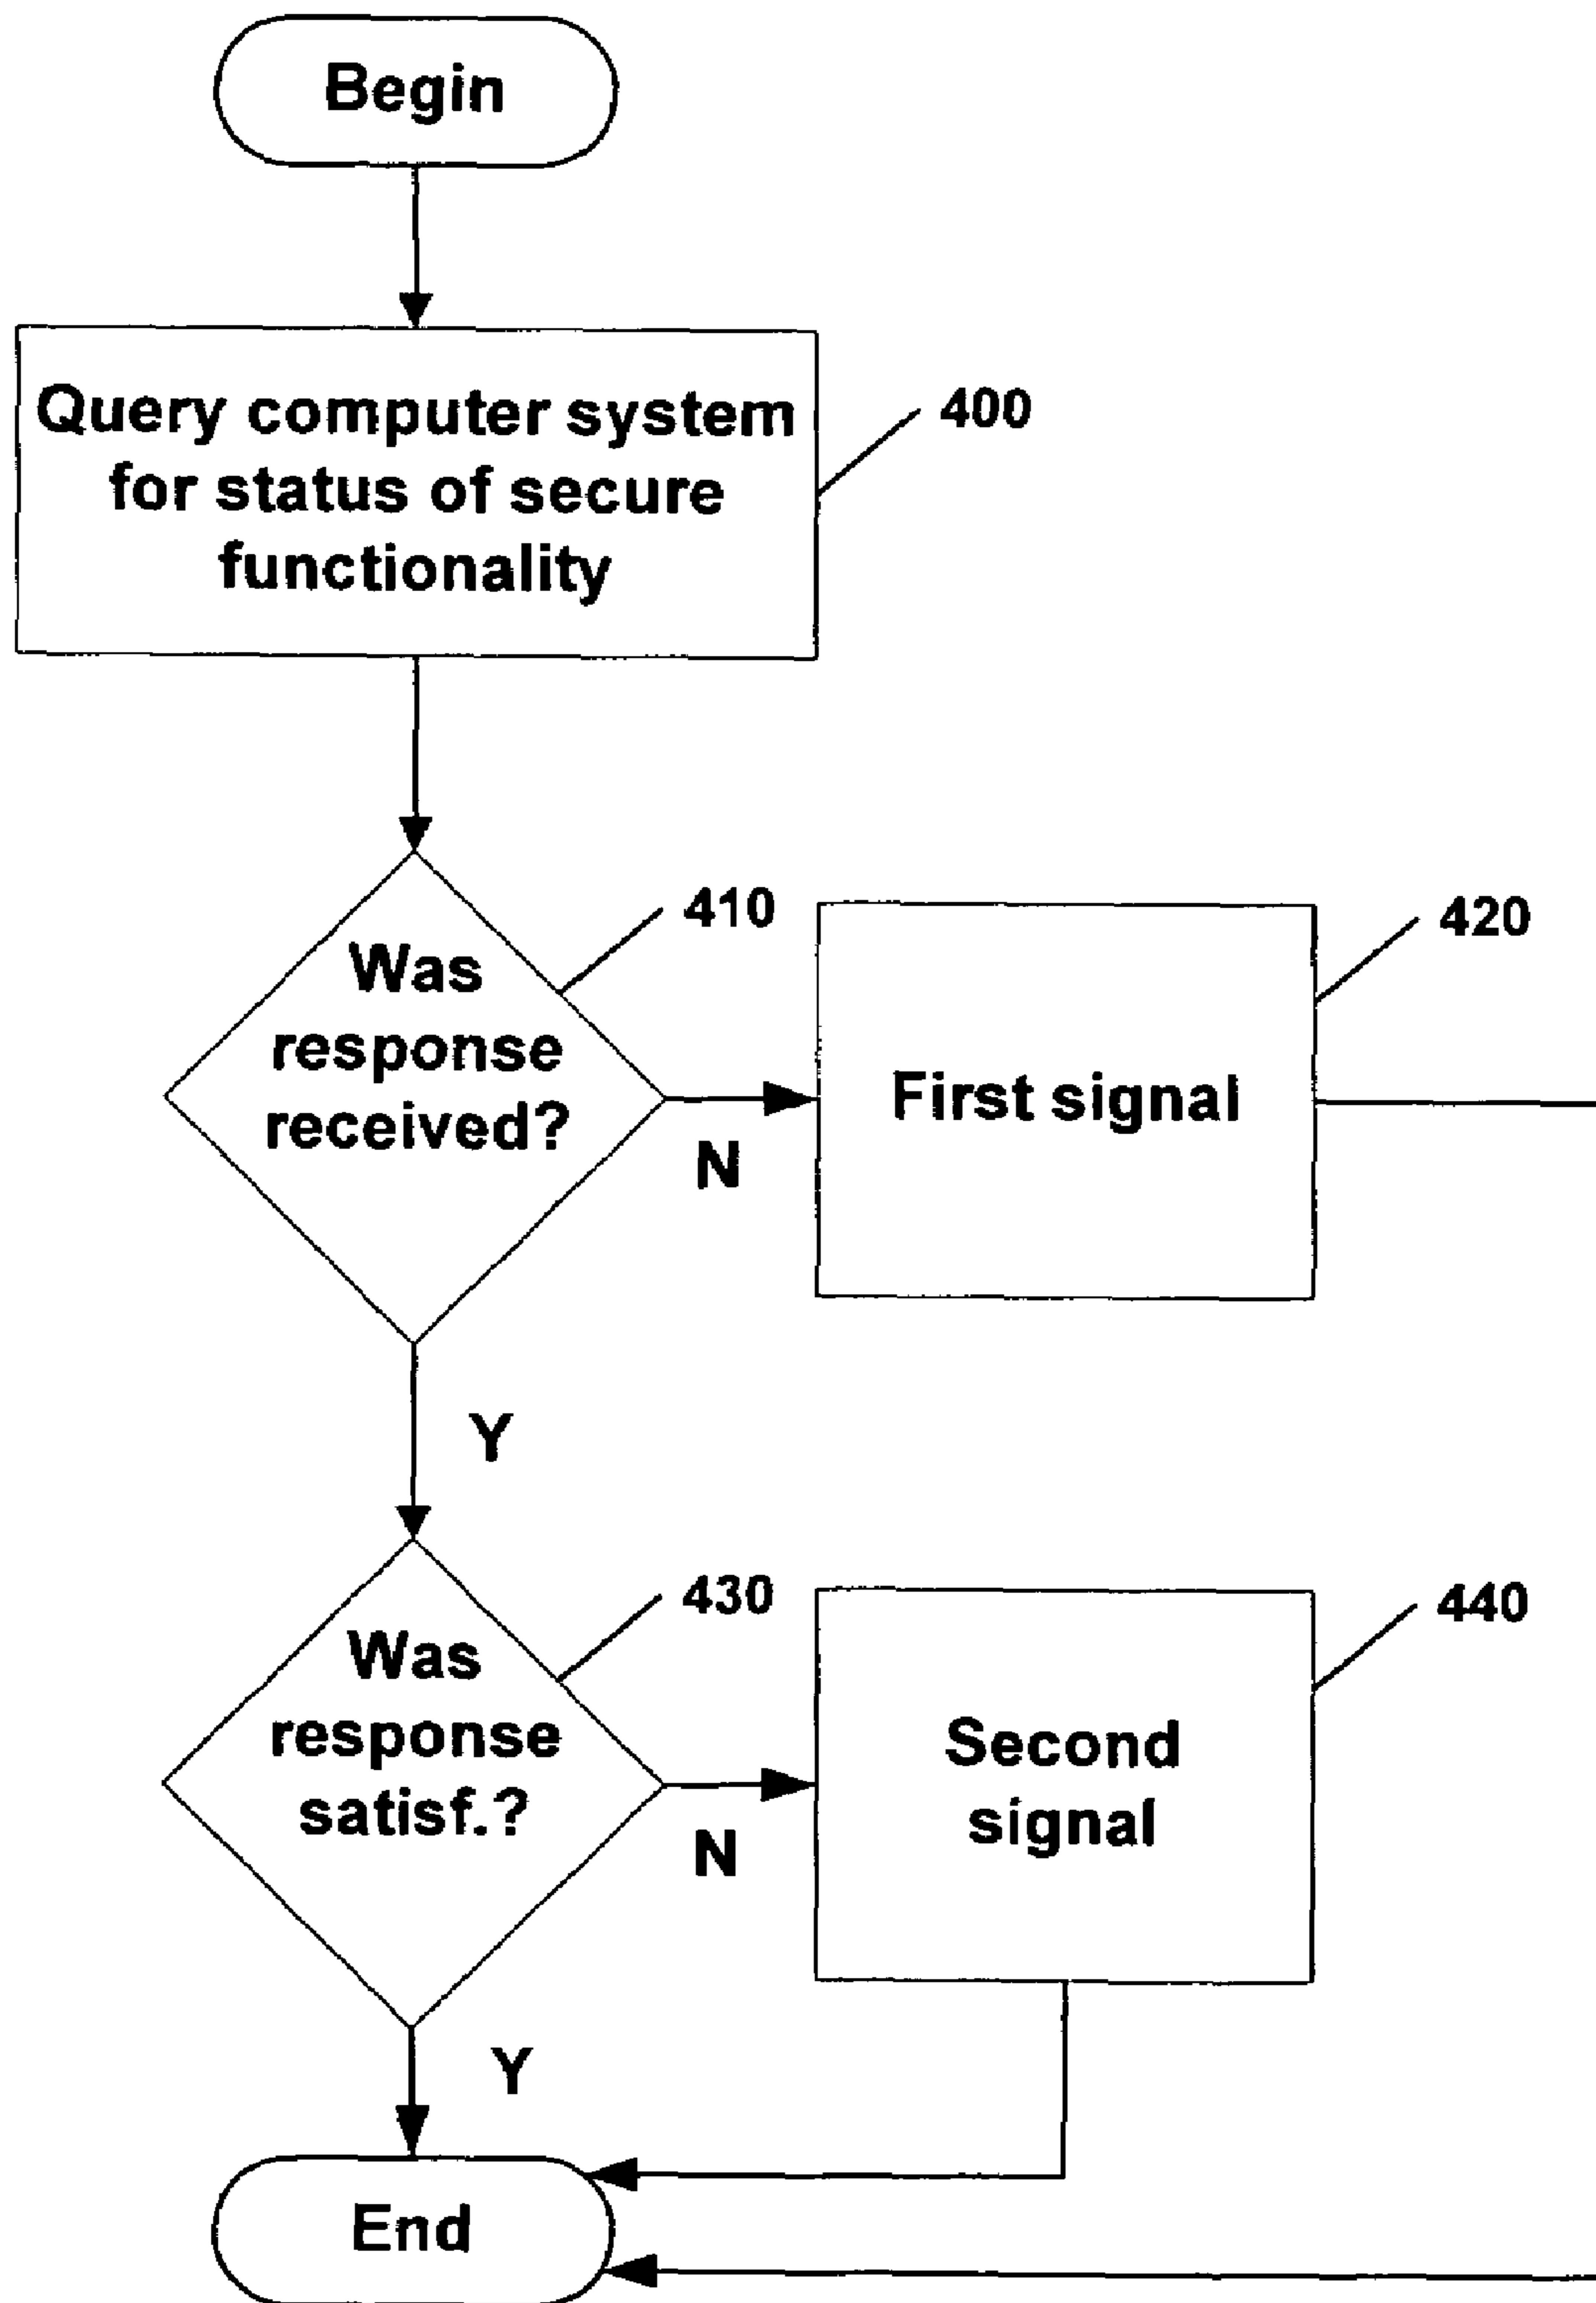 Begin
Query computer system
for status of secure
functionality
400
Was
response
received?
410
N
First signal
420
Y
Was
response
satisf.?
430
N
Second
signal
440
Y
End